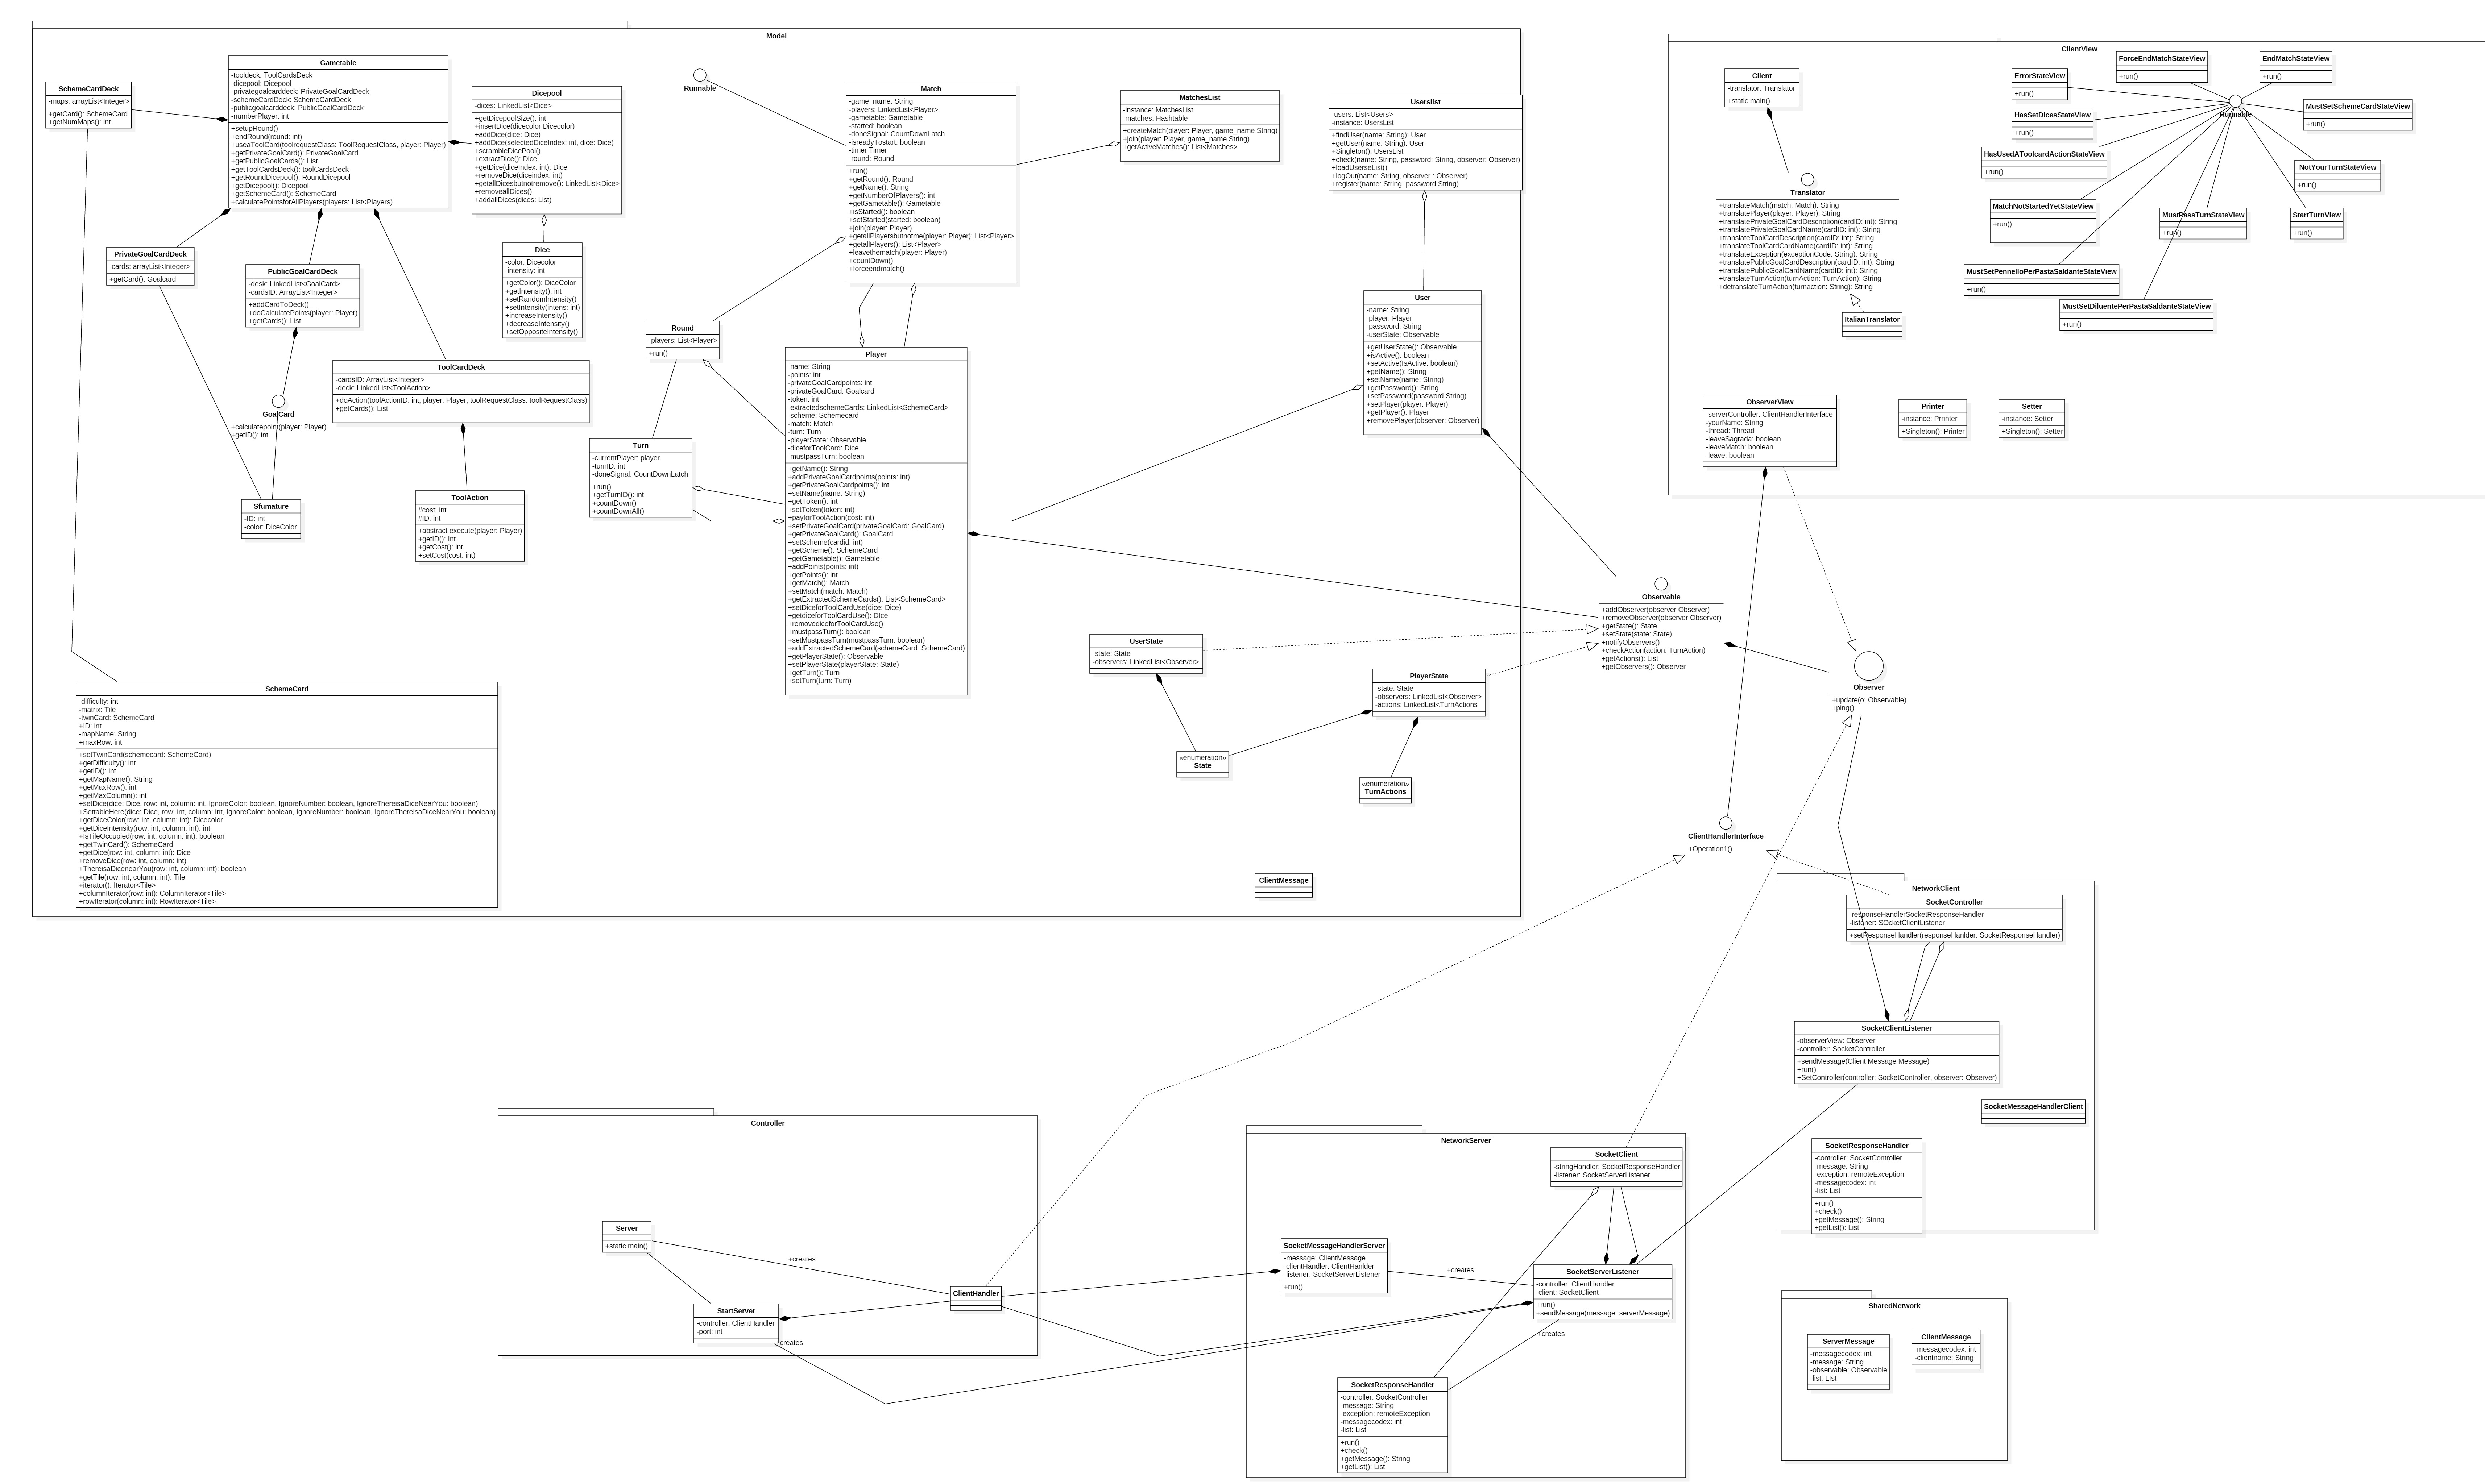 Model
SchemeCardDeck
-maps: arrayList<Integer>
+getCard(): SchemeCard
+getNumMaps(): int
Gametable
-tooldeck: ToolCardsDeck
-dicepool: Dicepool
-privategoalcarddeck: PrivateGoalCardDeck
-schemeCardDeck: SchemeCardDeck
-publicgoalcarddeck: PublicGoalCardDeck
-numberPlayer: int
+setupRound()
+endRound(round: int)
+useaToolCard(toolrequestClass: ToolRequestClass, player: Player)
+getPrivateGoalCard(): PrivateGoalCard
+getPublicGoalCards(): List
+getToolCardsDeck(): toolCardsDeck
+getRoundDicepool(): RoundDicepool
+getDicepool(): Dicepool
+getSchemeCard(): SchemeCard
+calculatePointsforAllPlayers(players: List<Players)
Dicepool
-dices: LinkedList<Dice>
+getDicepoolSize(): int
+insertDice(dicecolor Dicecolor)
+addDice(dice: Dice)
+addDice(selectedDiceIndex: int, dice: Dice)
+scrambleDicePool()
+extractDice(): Dice
+getDice(diceIndex: int): Dice
+removeDice(diceindex: int)
+getallDicesbutnotremove(): LinkedList<Dice>
+removeallDices()
+addallDices(dices: List)
Runnable
Match
-game_name: String
-players: LinkedList<Player>
-gametable: Gametable
-started: boolean
-doneSignal: CountDownLatch
-isreadyTostart: boolean
-timer Timer
-round: Round
+run()
+getRound(): Round
+getName(): String
+getNumberOfPlayers(): int
+getGametable(): Gametable
+isStarted(): boolean
+setStarted(started: boolean)
+join(player: Player)
+getallPlayersbutnotme(player: Player): List<Player>
+getallPlayers(): List<Player>
+leavethematch(player: Player)
+countDown()
+forceendmatch()
MatchesList
-instance: MatchesList
-matches: Hashtable
+createMatch(player: Player, game_name String)
+join(player: Player, game_name String)
+getActiveMatches(): List<Matches>
Userslist
-users: List<Users>
-instance: UsersList
+findUser(name: String): User
+getUser(name: String): User
+Singleton(): UsersList
+check(name: String, password: String, observer: Observer)
+loadUserseList()
+logOut(name: String, observer : Observer)
+register(name: String, password String)
PrivateGoalCardDeck
-cards: arrayList<Integer>
+getCard(): Goalcard
PublicGoalCardDeck
-desk: LinkedList<GoalCard>
-cardsID: ArrayList<Integer>
+addCardToDeck()
+doCalculatePoints(player: Player)
+getCards(): List
Dice
-color: Dicecolor
-intensity: int
+getColor(): DiceColor
+getIntensity(): int
+setRandomIntensity()
+setIntensity(intens: int)
+increaseIntensity()
+decreaseIntensity()
+setOppositeIntensity()
GoalCard
+calculatepoint(player: Player)
+getID(): int
ToolCardDeck
-cardsID: ArrayList<Integer>
-deck: LinkedList<ToolAction>
+doAction(toolActionID: int, player: Player, toolRequestClass: toolRequestClass)
+getCards(): List
Round
-players: List<Player>
+run()
Turn
-currentPlayer: player
-turnID: int
-doneSignal: CountDownLatch
+run()
+getTurnID(): int
+countDown()
+countDownAll()
Sfumature
-ID: int
-color: DiceColor
ToolAction
#cost: int
#ID: int
+abstract execute(player: Player)
+getID(): Int
+getCost(): int
+setCost(cost: int)
Player
-name: String
-points: int
-privateGoalCardpoints: int
-privateGoalCard: Goalcard
-token: int
-extractedschemeCards: LinkedList<SchemeCard>
-scheme: Schemecard
-match: Match
-turn: Turn
-playerState: Observable
-diceforToolCard: Dice
-mustpassTurn: boolean
+getName(): String
+addPrivateGoalCardpoints(points: int)
+getPrivateGoalCardpoints(): int
+setName(name: String)
+getToken(): int
+setToken(token: int)
+payforToolAction(cost: int)
+setPrivateGoalCard(privateGoalCard: GoalCard)
+getPrivateGoalCard(): GoalCard
+setScheme(cardid: int)
+getScheme(): SchemeCard
+getGametable(): Gametable
+addPoints(points: int)
+getPoints(): int
+getMatch(): Match
+setMatch(match: Match)
+getExtractedSchemeCards(): List<SchemeCard>
+setDiceforToolCardUse(dice: Dice)
+getdiceforToolCardUse(): DIce
+removediceforToolCardUse()
+mustpassTurn(): boolean
+setMustpassTurn(mustpassTurn: boolean)
+addExtractedSchemeCard(schemeCard: SchemeCard)
+getPlayerState(): Observable
+setPlayerState(playerState: State)
+getTurn(): Turn
+setTurn(turn: Turn)
User
-name: String
-player: Player
-password: String
-userState: Observable
+getUserState(): Observable
+isActive(): boolean
+setActive(IsActive: boolean)
+getName(): String
+setName(name: String)
+getPassword(): String
+setPassword(password String)
+setPlayer(player: Player)
+getPlayer(): Player
+removePlayer(observer: Observer)
UserState
-state: State
-observers: LinkedList<Observer>
PlayerState
-state: State
-observers: LinkedList<Observer>
-actions: LinkedList<TurnActions
«enumeration»
State
«enumeration»
TurnActions
ClientMessage
SchemeCard
-difficulty: int
-matrix: Tile
-twinCard: SchemeCard
+ID: int
-mapName: String
+maxRow: int
+setTwinCard(schemecard: SchemeCard)
+getDifficulty(): int
+getID(): int
+getMapName(): String
+getMaxRow(): int
+getMaxColumn(): int
+setDice(dice: Dice, row: int, column: int, IgnoreColor: boolean, IgnoreNumber: boolean, IgnoreThereisaDiceNearYou: boolean)
+SettableHere(dice: Dice, row: int, column: int, IgnoreColor: boolean, IgnoreNumber: boolean, IgnoreThereisaDiceNearYou: boolean)
+getDiceColor(row: int, column: int): Dicecolor
+getDiceIntensity(row: int, column: int): int
+IsTileOccupied(row: int, column: int): boolean
+getTwinCard(): SchemeCard
+getDice(row: int, column: int): Dice
+removeDice(row: int, column: int)
+ThereisaDicenearYou(row: int, column: int): boolean
+getTile(row: int, column: int): Tile
+iterator(): Iterator<Tile>
+columnIterator(row: int): ColumnIterator<Tile>
+rowIterator(column: int): RowIterator<Tile>
ClientView
Client
-translator: Translator
+static main()
Translator
+translateMatch(match: Match): String
+translatePlayer(player: Player): String
+translatePrivateGoalCardDescription(cardID: int): String
+translatePrivateGoalCardName(cardID: int): String
+translateToolCardDescription(cardID: int): String
+translateToolCardCardName(cardID: int): String
+translateException(exceptionCode: String): String
+translatePublicGoalCardDescription(cardID: int): String
+translatePublicGoalCardName(cardID: int): String
+translateTurnAction(turnAction: TurnAction): String
+detranslateTurnAction(turnaction: String): String
ItalianTranslator
ErrorStateView
+run()
ForceEndMatchStateView
+run()
EndMatchStateView
+run()
HasSetDicesStateView
+run()
Runnable
MustSetSchemeCardStateView
+run()
HasUsedAToolcardActionStateView
+run()
NotYourTurnStateView
+run()
MatchNotStartedYetStateView
+run()
MustPassTurnStateView
+run()
StartTurnView
+run()
MustSetPennelloPerPastaSaldanteStateView
+run()
MustSetDiluentePerPastaSaldanteStateView
+run()
ObserverView
-serverController: ClientHandlerInterface
-yourName: String
-thread: Thread
-leaveSagrada: boolean
-leaveMatch: boolean
-leave: boolean
Printer
-instance: Prrinter
+Singleton(): Printer
Setter
-instance: Setter
+Singleton(): Setter
Observable
+addObserver(observer Observer)
+removeObserver(observer Observer)
+getState(): State
+setState(state: State)
+notifyObservers()
+checkAction(action: TurnAction)
+getActions(): List
+getObservers(): Observer
Observer
+update(o: Observable)
+ping()
ClientHandlerInterface
+Operation1()
NetworkClient
SocketController
-responseHandlerSocketResponseHandler
-listener: SOcketClientListener
+setResponseHandler(responseHanlder: SocketResponseHandler)
SocketClientListener
-observerView: Observer
-controller: SocketController
+sendMessage(Client Message Message)
+run()
+SetController(controller: SocketController, observer: Observer)
SocketMessageHandlerClient
SocketResponseHandler
-controller: SocketController
-message: String
-exception: remoteException
-messagecodex: int
-list: List
+run()
+check()
+getMessage(): String
+getList(): List
Controller
Server
+static main()
+creates
ClientHandler
StartServer
-controller: ClientHandler
-port: int
+creates
NetworkServer
SocketClient
-stringHandler: SocketResponseHandler
-listener: SocketServerListener
SocketMessageHandlerServer
-message: ClientMessage
-clientHandler: ClientHanlder
-listener: SocketServerListener
+run()
+creates
SocketServerListener
-controller: ClientHandler
-client: SocketClient
+run()
+sendMessage(message: serverMessage)
+creates
SocketResponseHandler
-controller: SocketController
-message: String
-exception: remoteException
-messagecodex: int
-list: List
+run()
+check()
+getMessage(): String
+getList(): List
SharedNetwork
ServerMessage
-messagecodex: int
-message: String
-observable: Observable
-list: LIst
ClientMessage
-messagecodex: int
-clientname: String